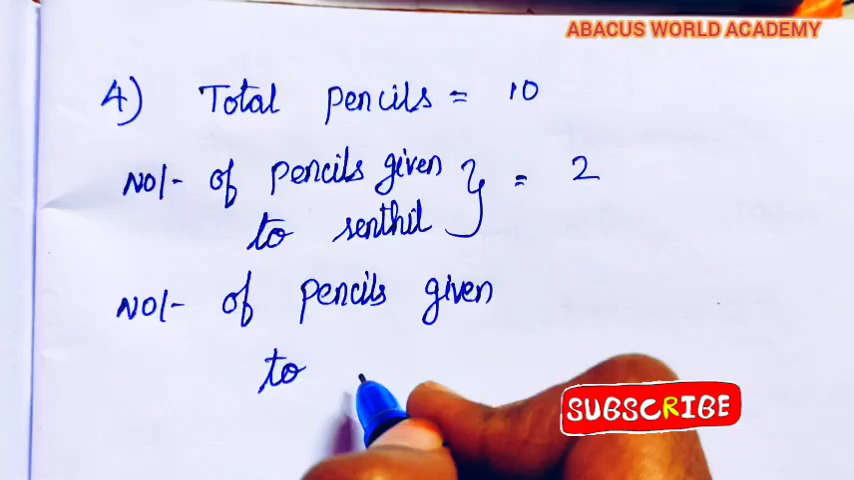 ABACUS WORLD ACADEMY
4) Total pencils = 10
No/- of pencils given } = 2
to senthil
No/- of pencils given
to
SUBSCRIBE